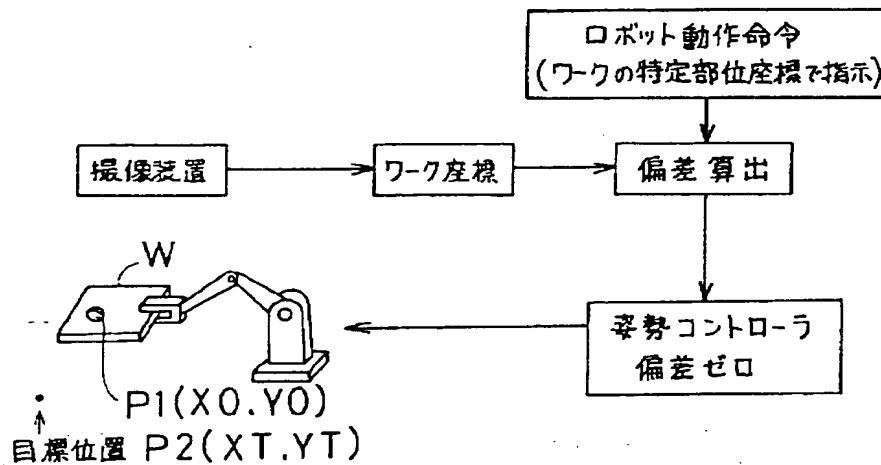 ロボット動作命令
(ワークの特定部位座標で指示)
撮像装置
ワーク座標
偏差算出
W
姿勢コントローラ
偏差ゼロ
P1(X0.Y0)
目標位置 P2(XT.YT)